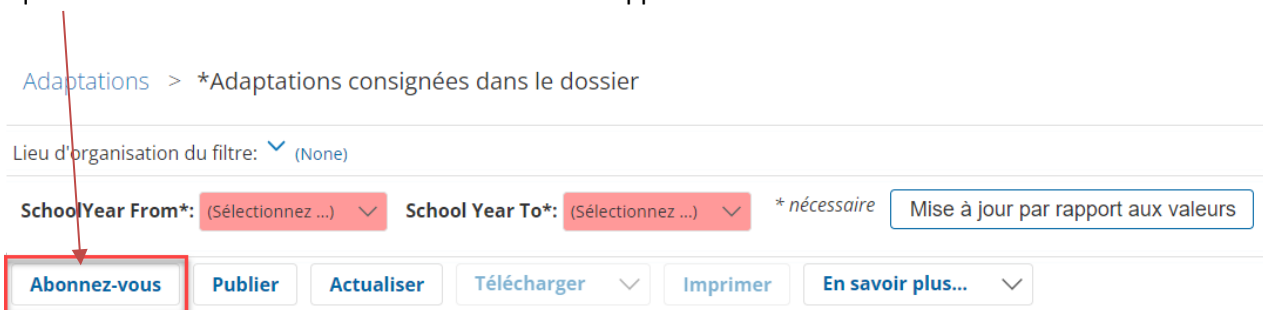 Adaptations > *Adaptations consignées dans le dossier
Lieu d'organisation du filtre: (None)
SchoolYear From*: (Sélectionnez ...) School Year To*: (Sélectionnez ...) * nécessaire Mise à jour par rapport aux valeurs
Abonnez-vous Publier Actualiser Télécharger Imprimer En savoir plus...